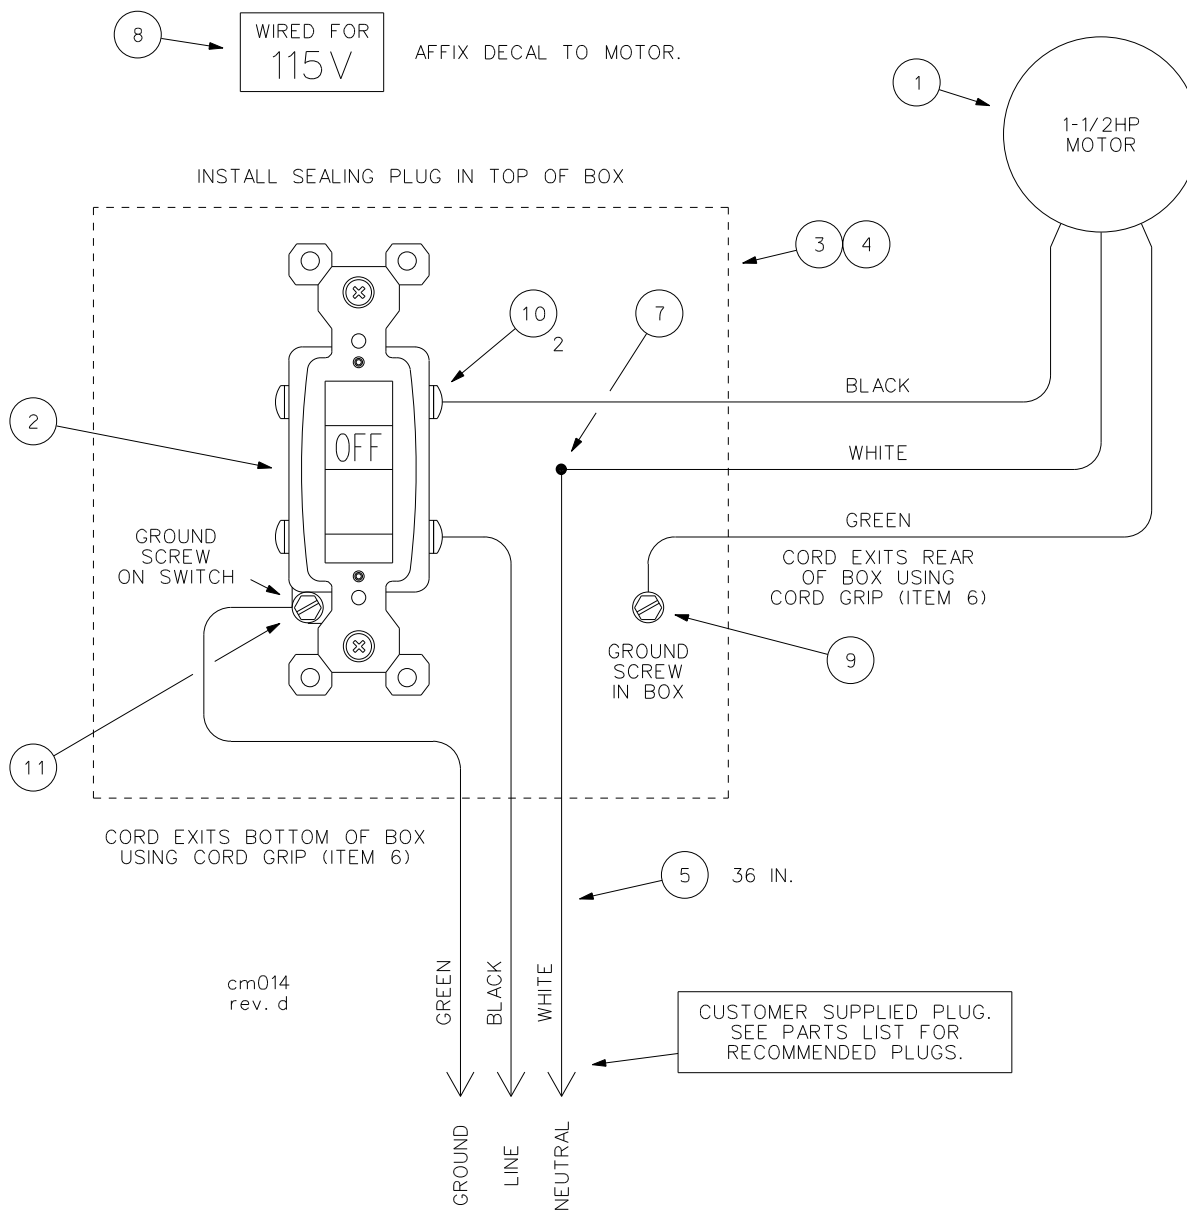 8
WIRED FOR
115V
AFFIX DECAL TO MOTOR.
1
1-1/2HP
MOTOR
INSTALL SEALING PLUG IN TOP OF BOX
3
4
10
2
7
BLACK
2
OFF
WHITE
GREEN
GROUND
SCREW
ON SWITCH
CORD EXITS REAR
OF BOX USING
CORD GRIP (ITEM 6)
GROUND
SCREW
IN BOX
9
11
CORD EXITS BOTTOM OF BOX
USING CORD GRIP (ITEM 6)
5
36 IN.
cm014
rev. d
GREEN
BLACK
WHITE
CUSTOMER SUPPLIED PLUG.
SEE PARTS LIST FOR
RECOMMENDED PLUGS.
GROUND
LINE
NEUTRAL